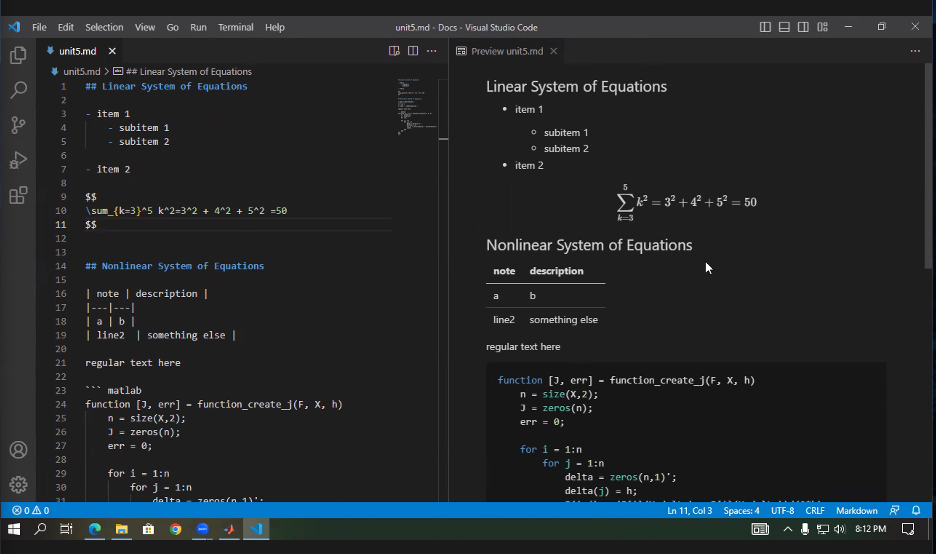 File Edit Selection View Go Run Terminal Help
unit5.md - Docs - Visual Studio Code
unit5.md
unit5.md > ## Linear System of Equations
1 ## Linear System of Equations
2
3 - item 1
4 - subitem 1
5 - subitem 2
6
7 - item 2
8
9 $$
10 \sum_{k=3}^5 k^2=3^2 + 4^2 + 5^2 =50
11 $$
12
13
14 ## Nonlinear System of Equations
15
16 | note | description |
17 |---|---|
18 | a | b |
19 | line2 | something else |
20
21 regular text here
22
23 ``` matlab
24 function [J, err] = function_create_j(F, X, h)
25 n = size(X,2);
26 J = zeros(n);
27 err = 0;
28
29 for i = 1:n
30 for j = 1:n
31 delta = zeros(n,1)';
Preview unit5.md
Linear System of Equations
• item 1
◦ subitem 1
◦ subitem 2
• item 2
5
∑ k² = 3² + 4² + 5² = 50
k=3
Nonlinear System of Equations
note description
a b
line2 something else
regular text here
function [J, err] = function_create_j(F, X, h)
n = size(X,2);
J = zeros(n);
err = 0;
for i = 1:n
for j = 1:n
delta = zeros(n,1)';
delta(j) = h;
0 0
Ln 11, Col 3 Spaces: 4 UTF-8 CRLF Markdown
8:12 PM